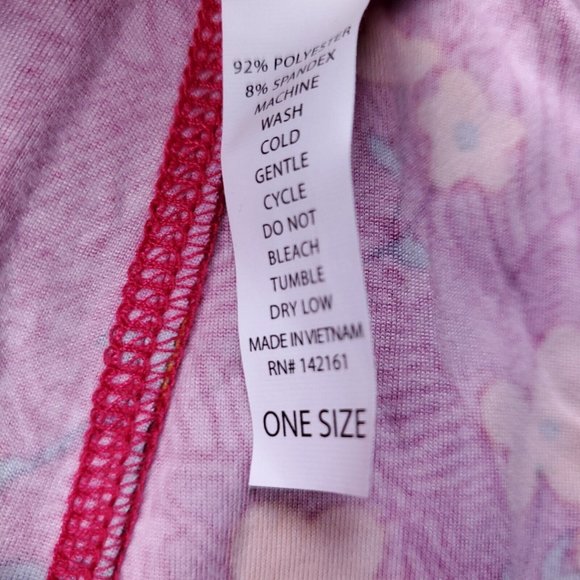 92% POLYESTER
8% SPANDEX
MACHINE
WASH
COLD
GENTLE
CYCLE
DO NOT
BLEACH
TUMBLE
DRY LOW
MADE IN VIETNAM
RN# 142161
ONE SIZE